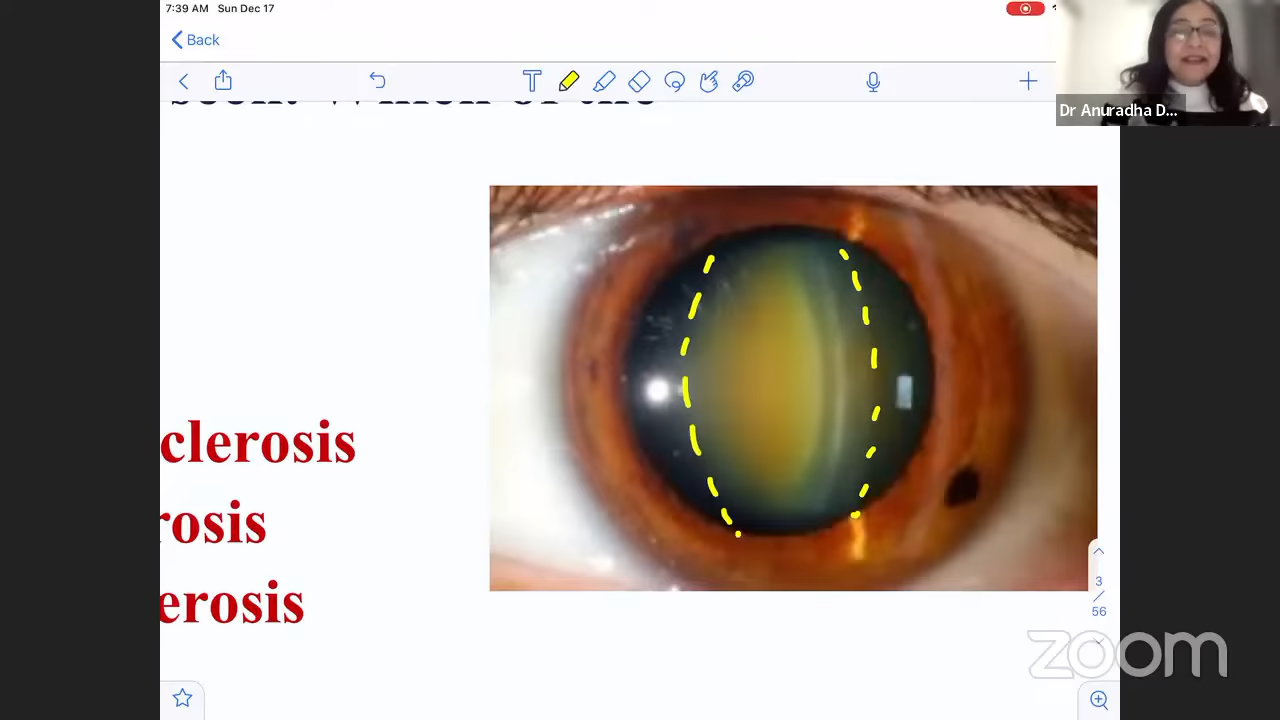 7:39 AM Sun Dec 17
Back
Dr Anuradha D...
clerosis
rosis
erosis
3
56
zoom